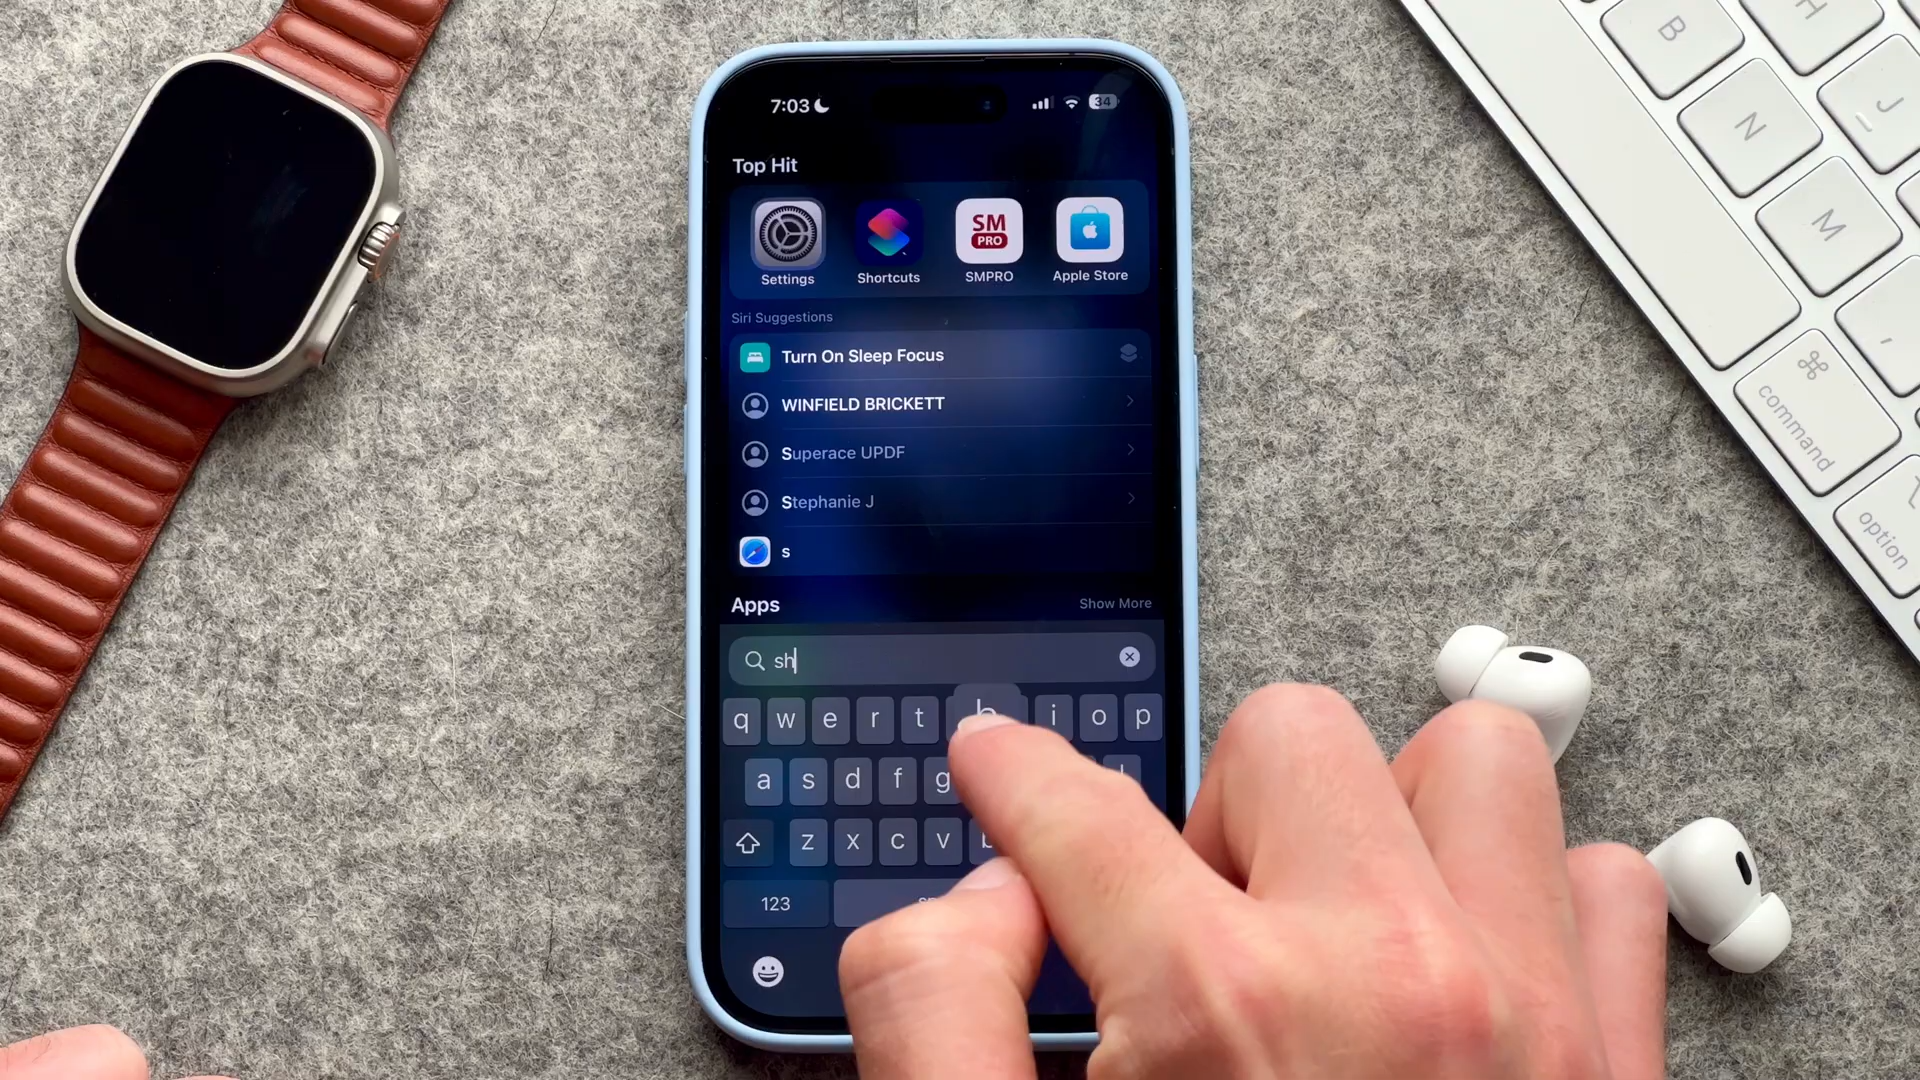 7:03
34
Top Hit
SM
PRO
Settings
Shortcuts
SMPRO
Apple Store
Siri Suggestions
Turn On Sleep Focus
WINFIELD BRICKETT
Superace UPDF
Stephanie J
s
Apps
Show More
sh
q w e r t h i o p
a s d f g
z x c v b
123
B
H
N
J
M
,
command
option